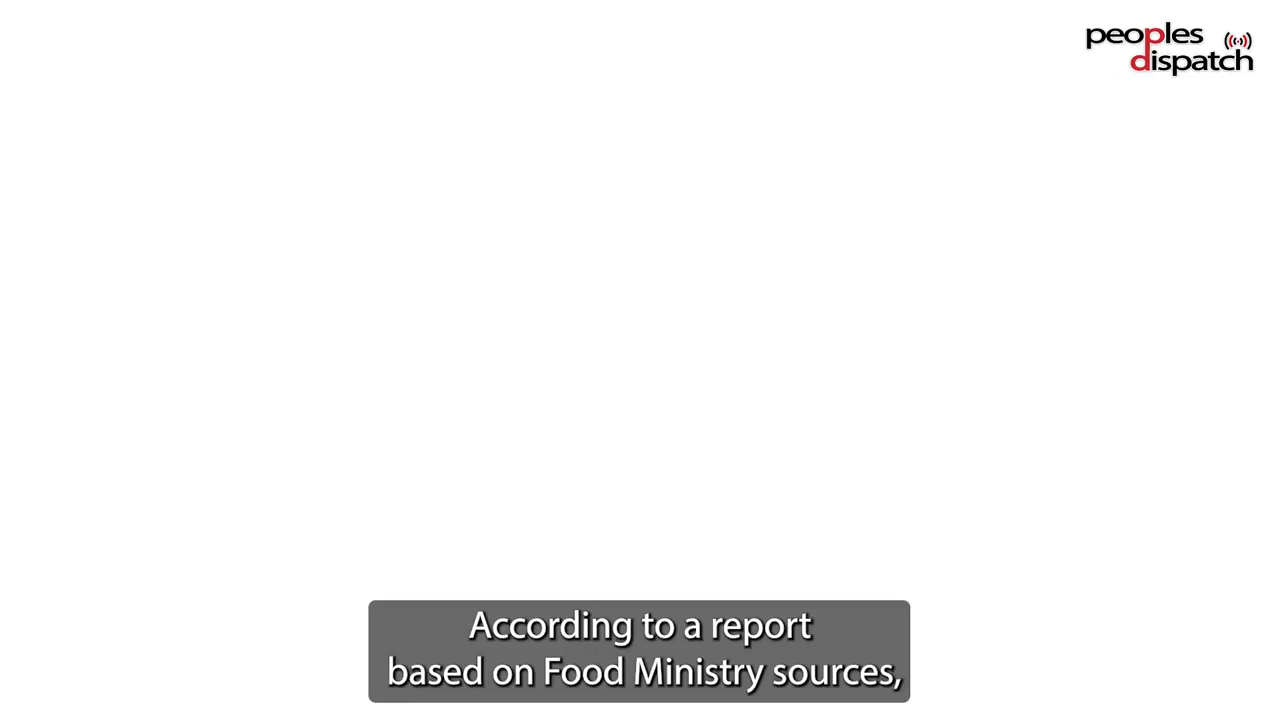 peoples
dispatch
According to a report
based on Food Ministry sources,